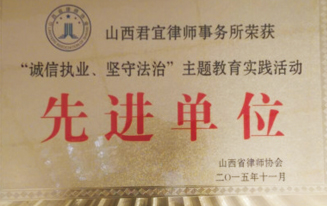 山西君宜律师事务所荣获
“诚信执业、坚守法治”主题教育实践活动
先进单位
山西省律师协会
二〇一五年十一月